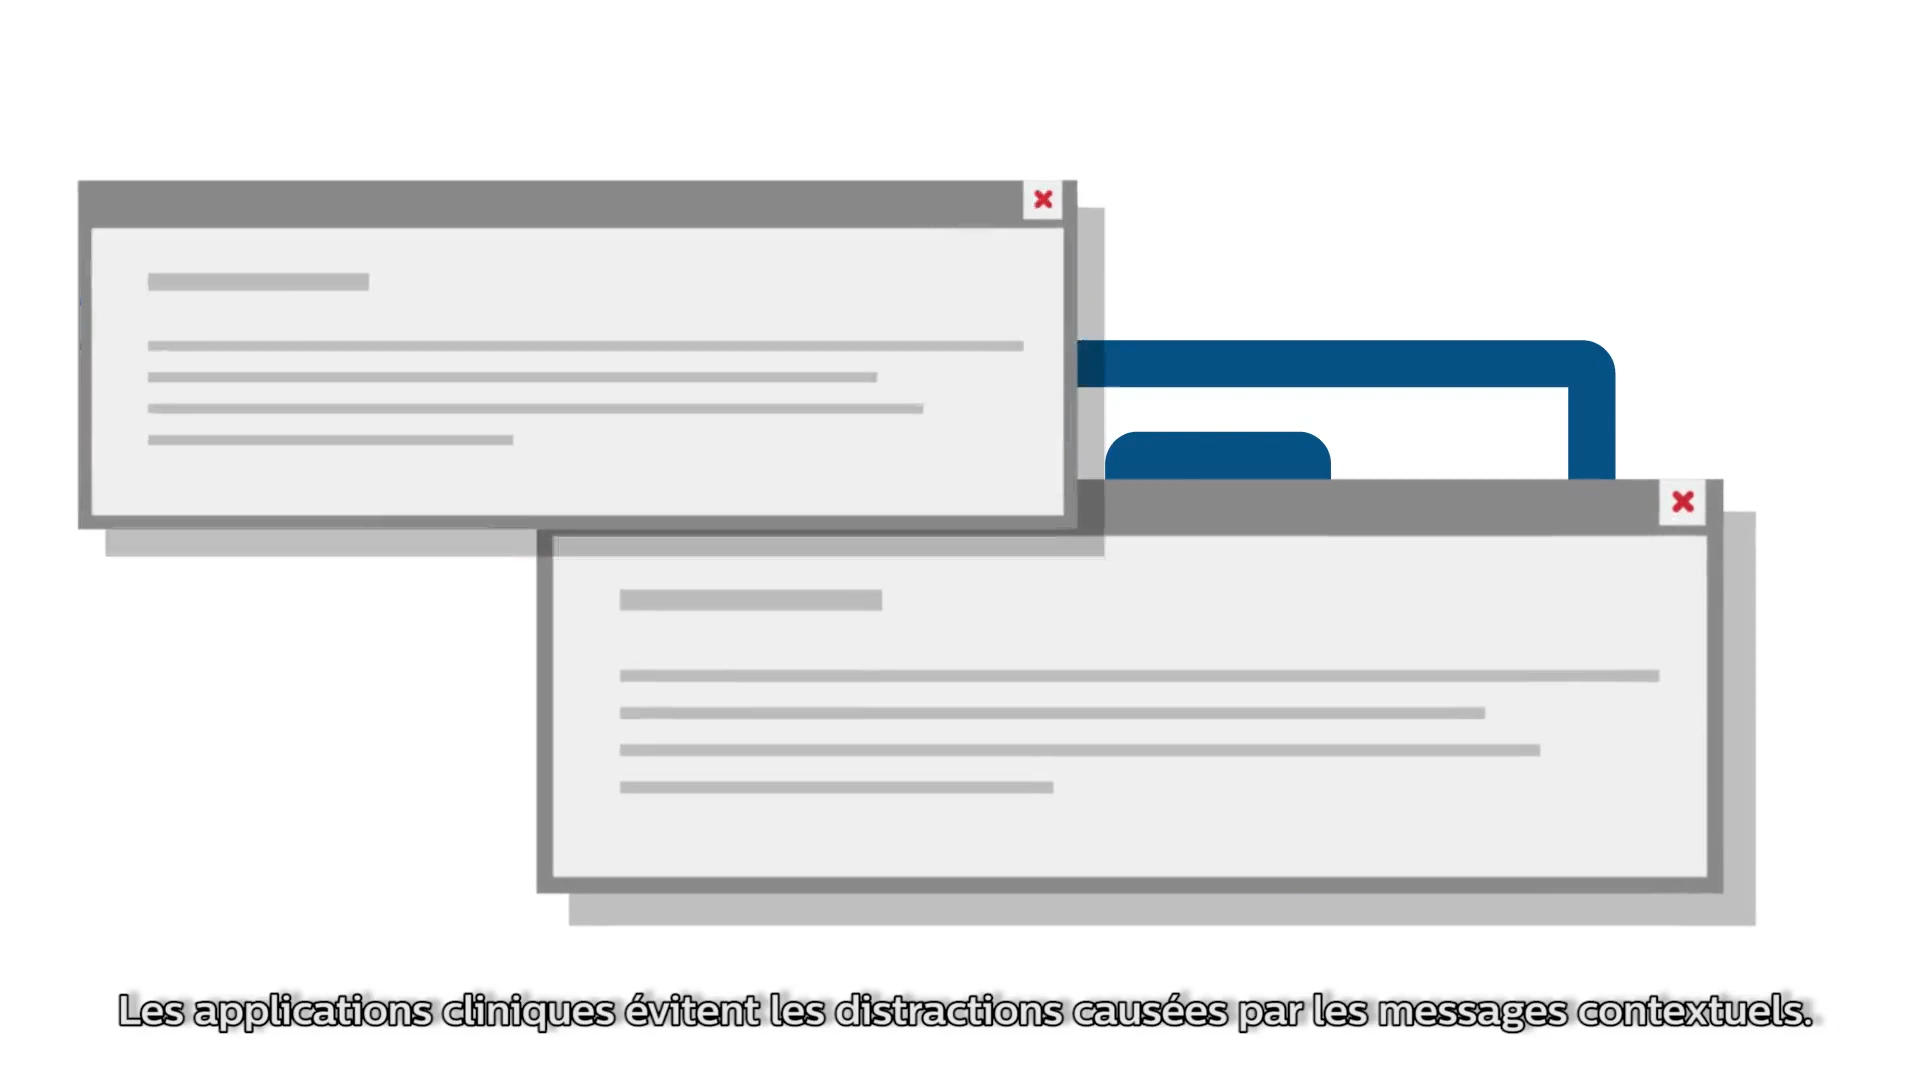 Les applications cliniques évitent les distractions causées par les messages contextuels.